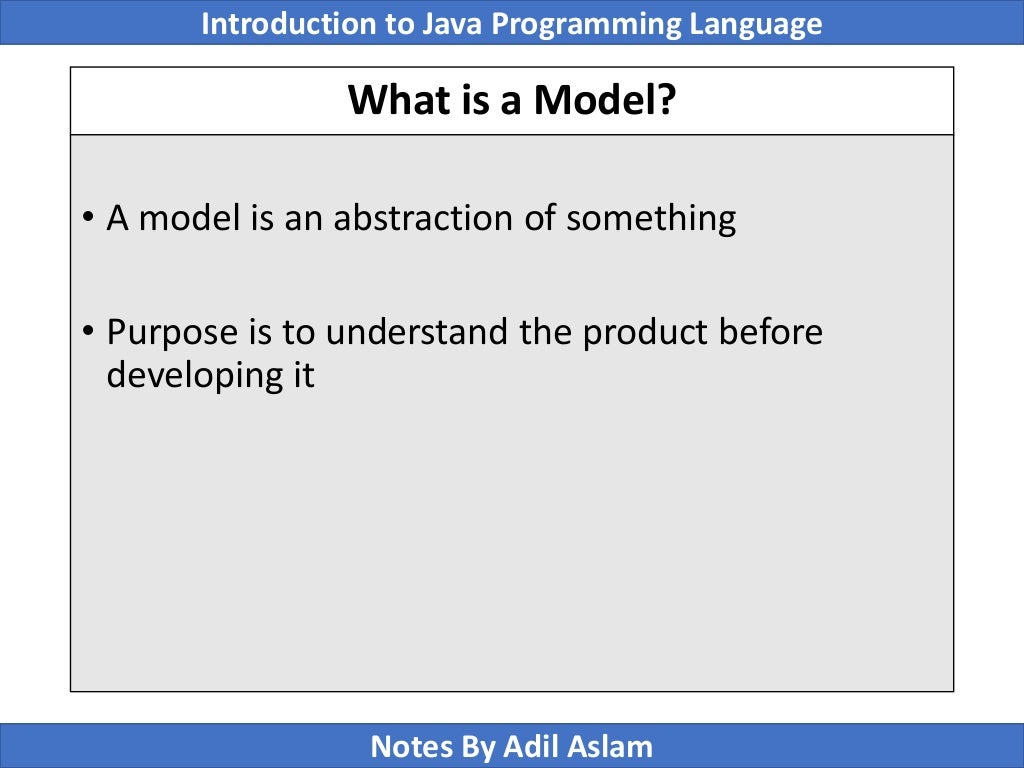 Introduction to Java Programming Language
What is a Model?
• A model is an abstraction of something
• Purpose is to understand the product before
developing it
Notes By Adil Aslam